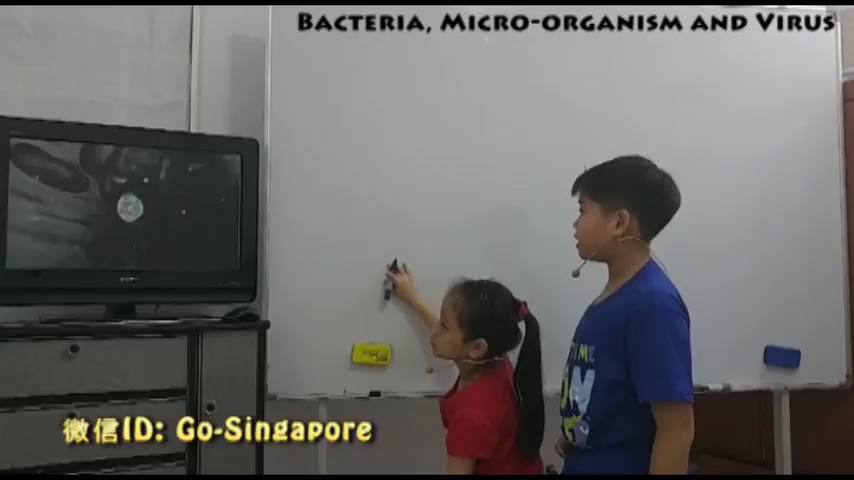 Bacteria, Micro-organism and Virus
微信ID: Go-Singapore